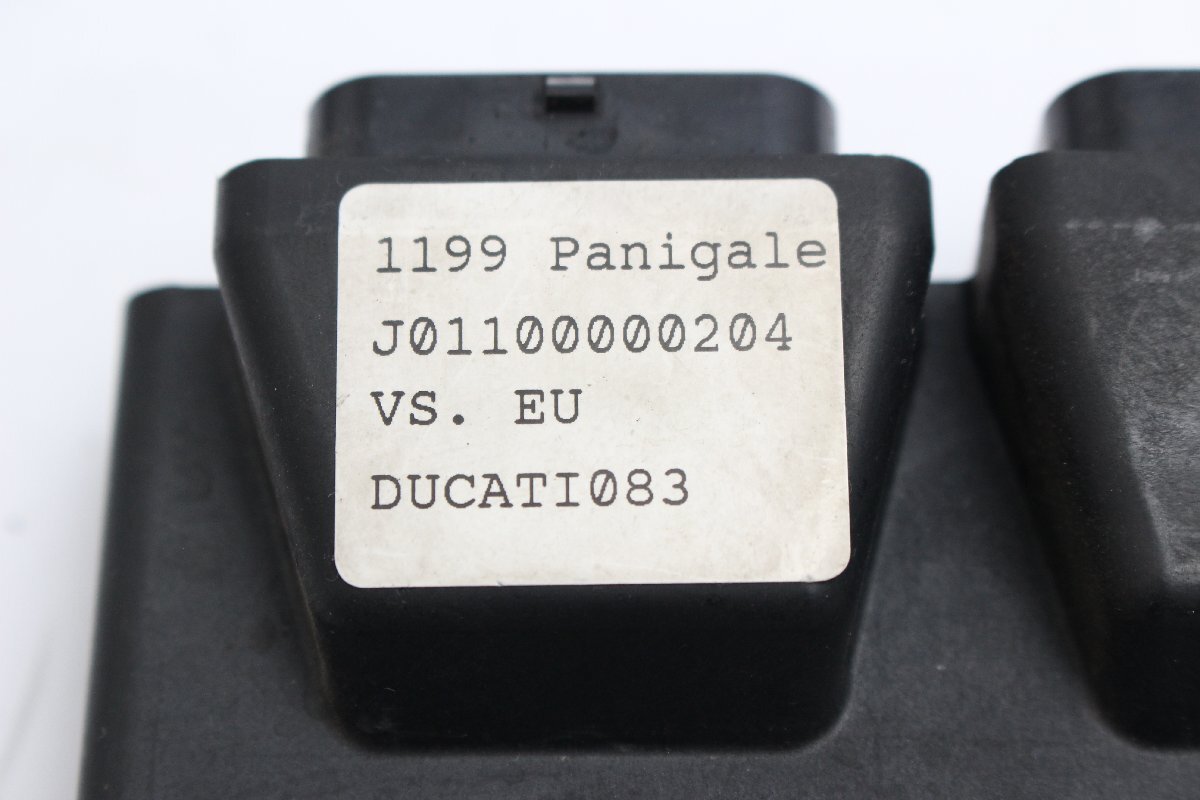 1199 Panigale
J01100000204
VS. EU
DUCATI083